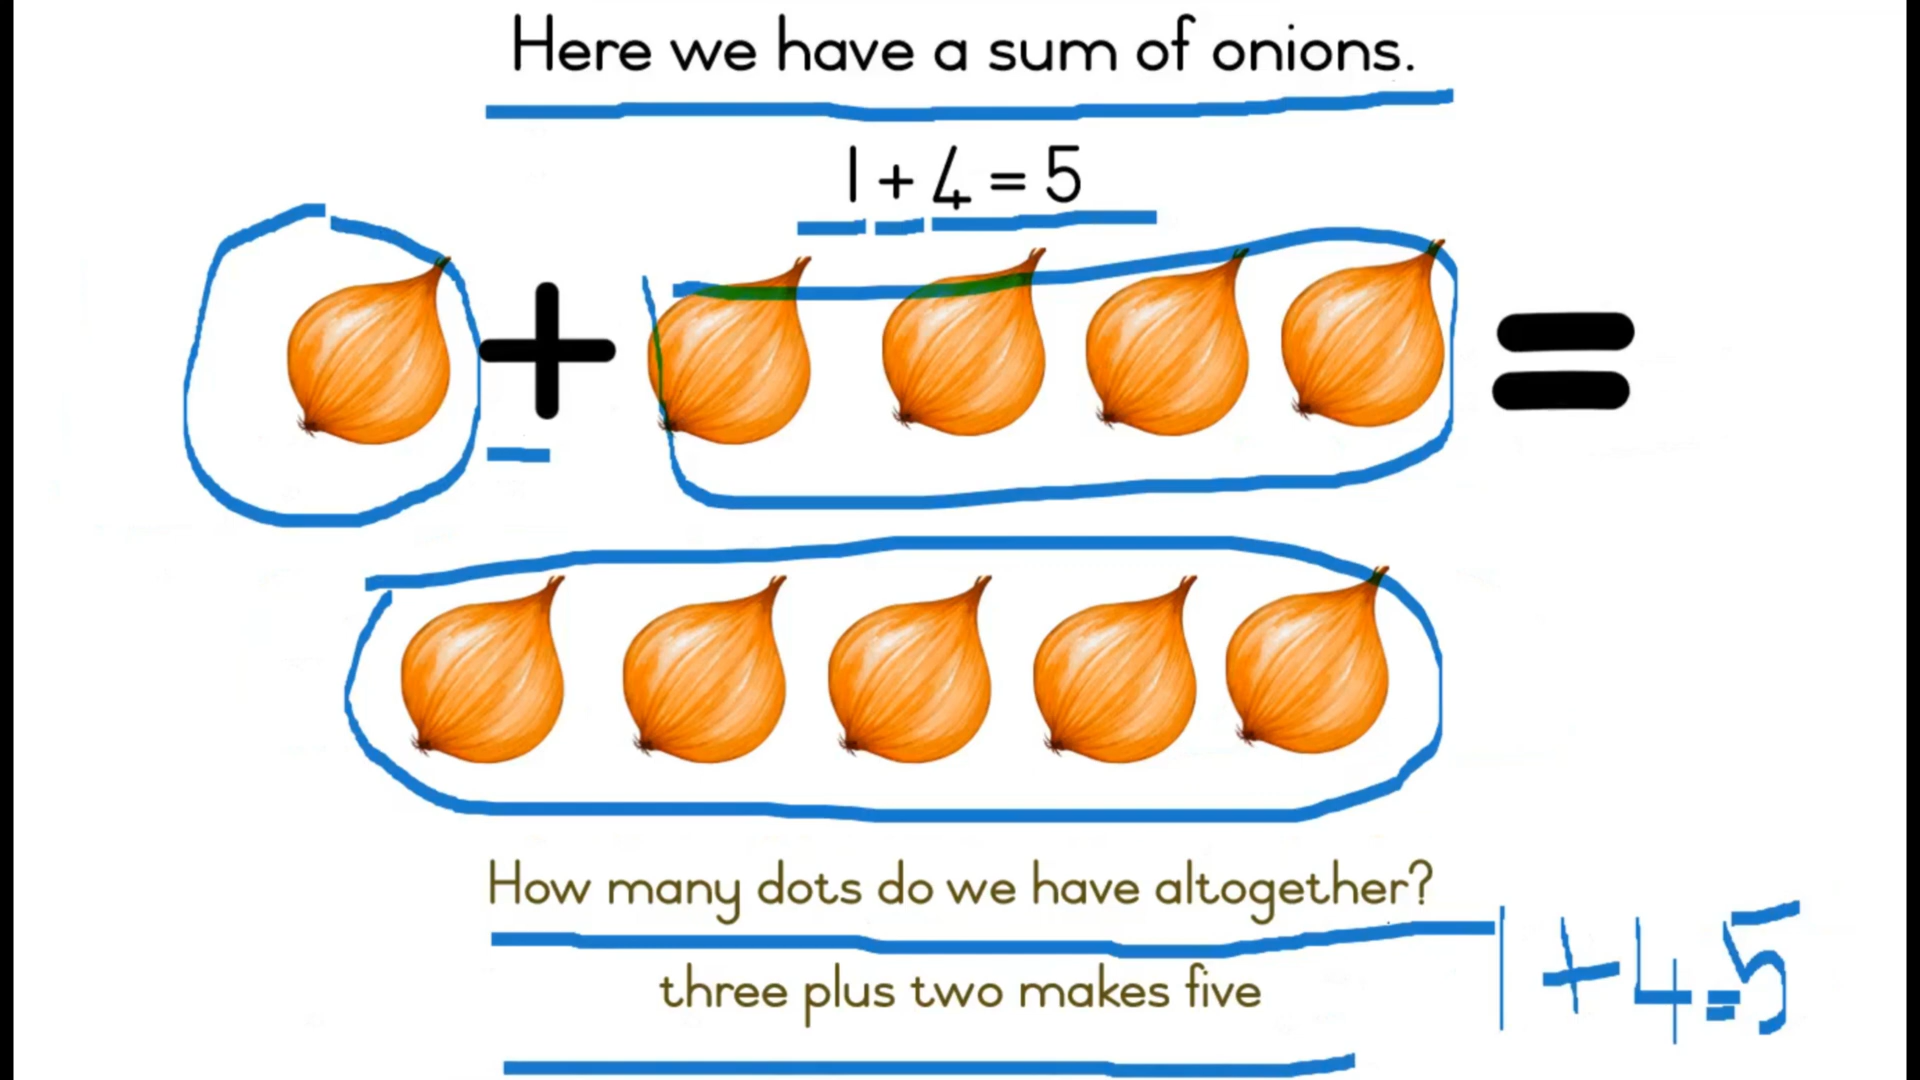 Here we have a sum of onions.
1 + 4 = 5
+ =
How many dots do we have altogether?
three plus two makes five
1 + 4 = 5